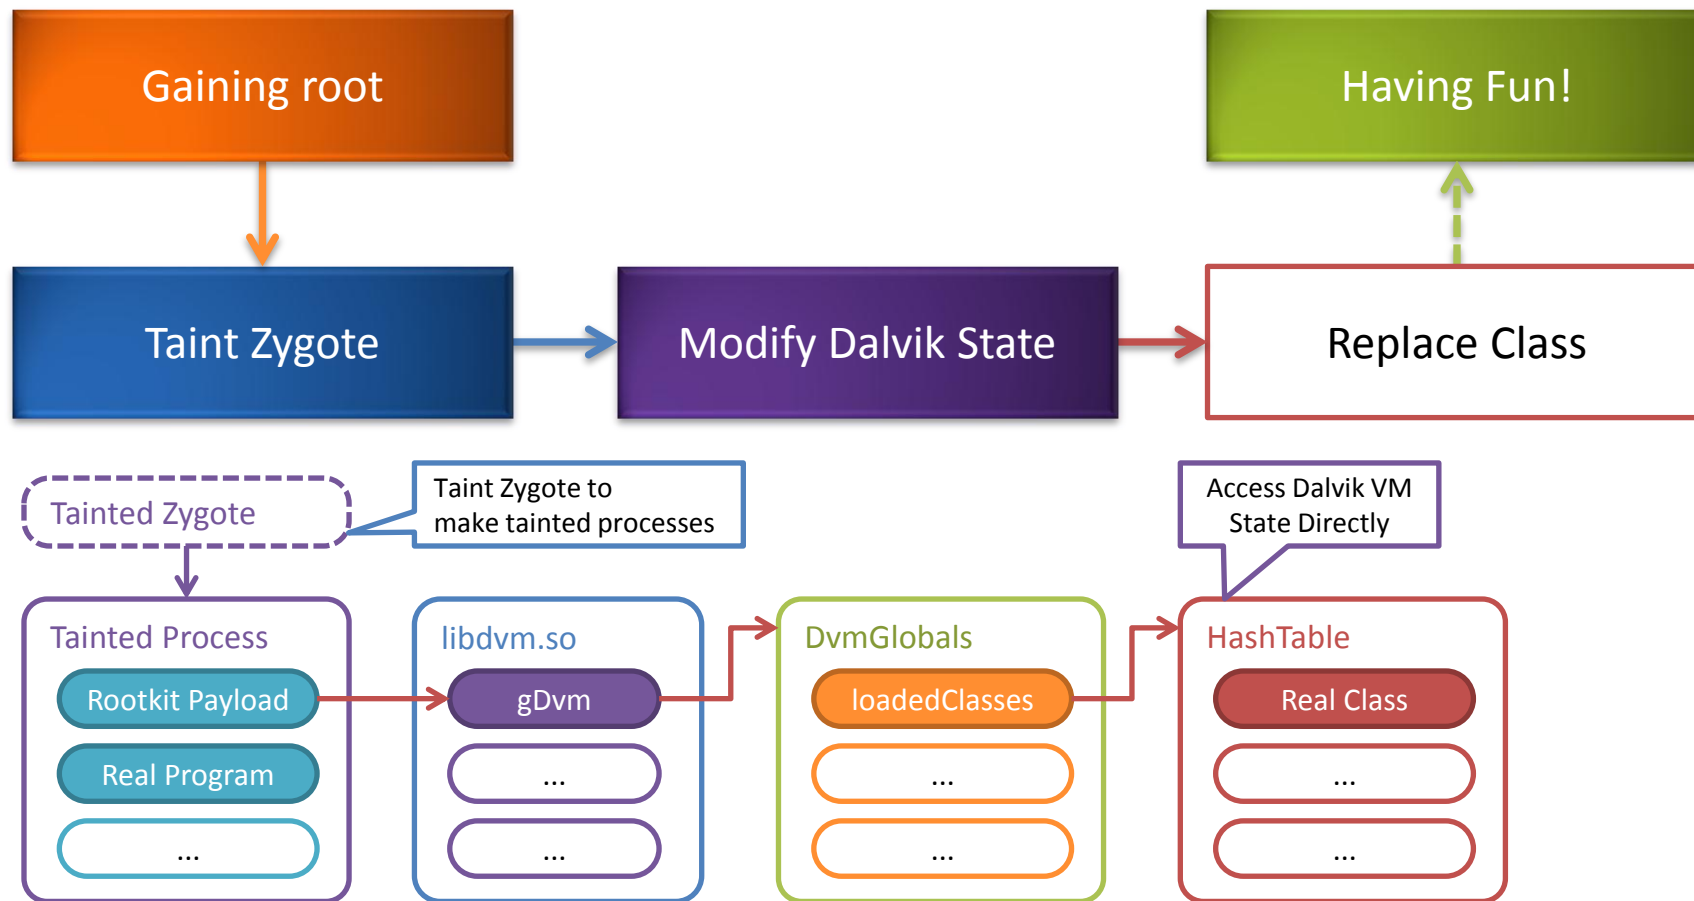 Gaining root
Having Fun!
Taint Zygote
Modify Dalvik State
Replace Class
Tainted Zygote
Taint Zygote to
make tainted processes
Access Dalvik VM
State Directly
Tainted Process
Rootkit Payload
Real Program
...
libdvm.so
gDvm
...
...
DvmGlobals
loadedClasses
...
...
HashTable
Real Class
...
...